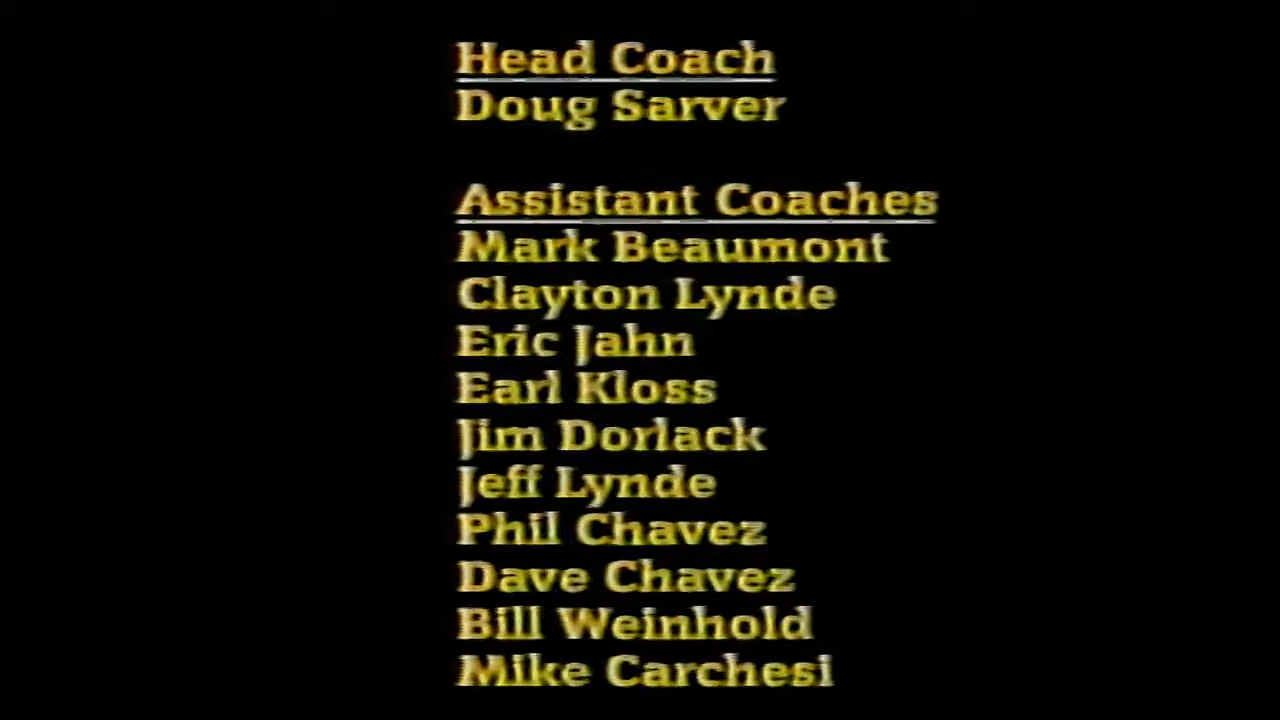 Head Coach
Doug Sarver
Assistant Coaches
Mark Beaumont
Clayton Lynde
Eric Jahn
Earl Kloss
Jim Dorlack
Jeff Lynde
Phil Chavez
Dave Chavez
Bill Weinhold
Mike Carchesi